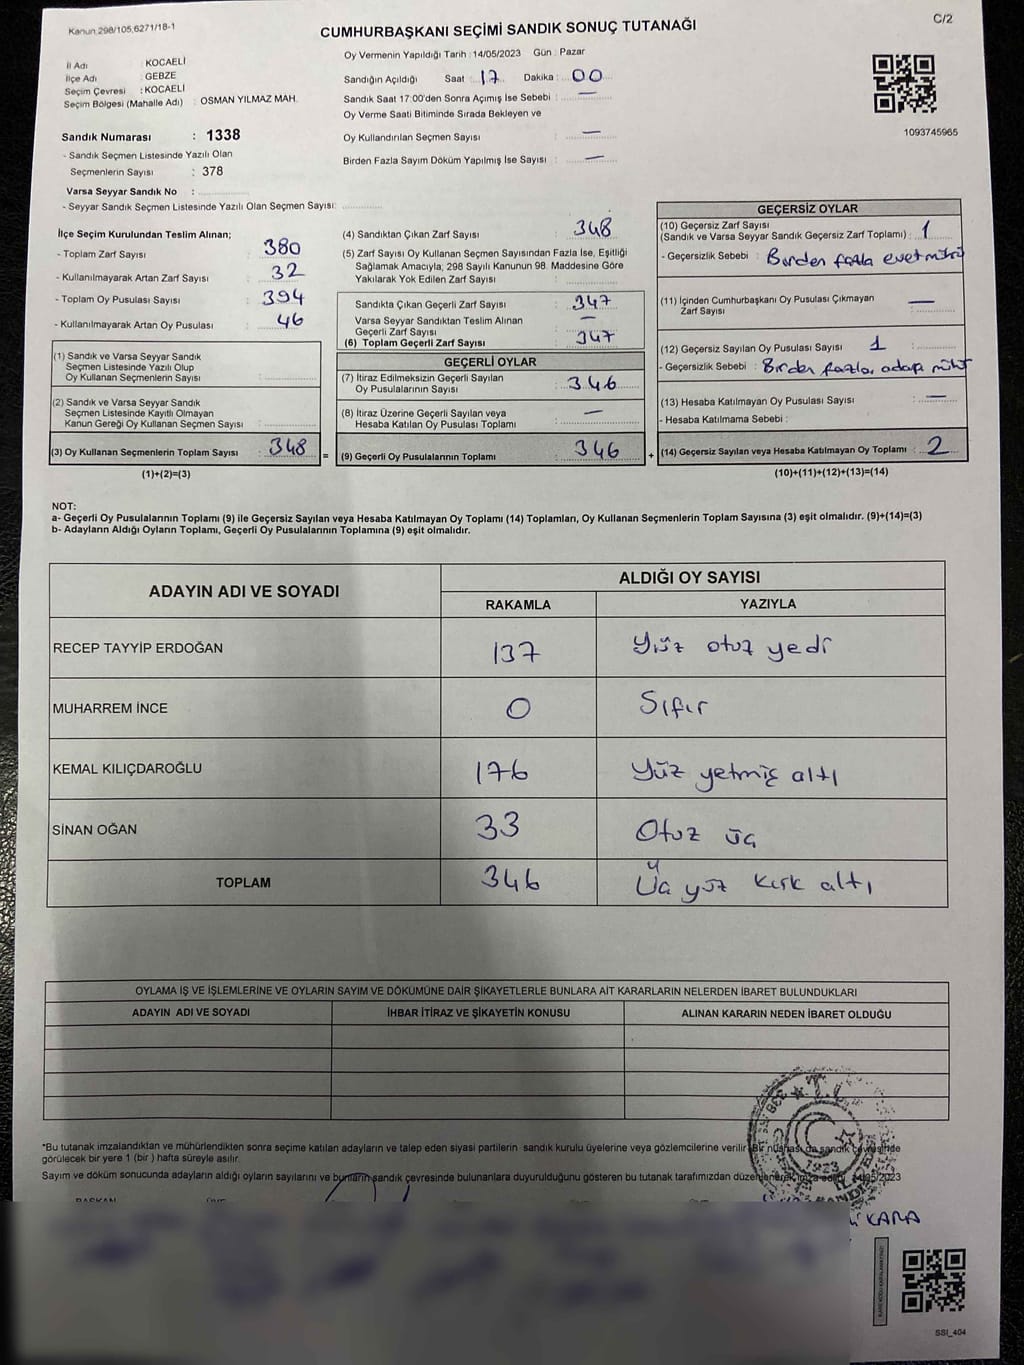 Kanun 298/105,6271/18-1
C/2
CUMHURBAŞKANI SEÇİMİ SANDIK SONUÇ TUTANAĞI
İl Adı : KOCAELİ
İlçe Adı : GEBZE
Seçim Çevresi : KOCAELİ
Seçim Bölgesi (Mahalle Adı) : OSMAN YILMAZ MAH.
Sandık Numarası : 1338
- Sandık Seçmen Listesinde Yazılı Olan
Seçmenlerin Sayısı : 378
Varsa Seyyar Sandık No :
- Seyyar Sandık Seçmen Listesinde Yazılı Olan Seçmen Sayısı:
Oy Vermenin Yapıldığı Tarih : 14/05/2023 Gün : Pazar
Sandığın Açıldığı Saat : 17 Dakika : 00
Sandık Saat 17:00'den Sonra Açımış İse Sebebi : —
Oy Verme Saati Bitiminde Sırada Bekleyen ve
Oy Kullandırılan Seçmen Sayısı : —
Birden Fazla Sayım Döküm Yapılmış İse Sayısı : —
1093745965
İlçe Seçim Kurulundan Teslim Alınan;
- Toplam Zarf Sayısı : 380
- Kullanılmayarak Artan Zarf Sayısı : 32
- Toplam Oy Pusulası Sayısı : 394
- Kullanılmayarak Artan Oy Pusulası : 46
(1) Sandık ve Varsa Seyyar Sandık
Seçmen Listesinde Yazılı Olup
Oy Kullanan Seçmenlerin Sayısı :
(2) Sandık ve Varsa Seyyar Sandık
Seçmen Listesinde Kayıtlı Olmayan
Kanun Gereği Oy Kullanan Seçmen Sayısı :
(3) Oy Kullanan Seçmenlerin Toplam Sayısı : 348
(1)+(2)=(3)
=
(4) Sandıktan Çıkan Zarf Sayısı : 348
(5) Zarf Sayısı Oy Kullanan Seçmen Sayısından Fazla İse, Eşitliği
Sağlamak Amacıyla; 298 Sayılı Kanunun 98. Maddesine Göre
Yakılarak Yok Edilen Zarf Sayısı :
Sandıkta Çıkan Geçerli Zarf Sayısı : 347
Varsa Seyyar Sandıktan Teslim Alınan
Geçerli Zarf Sayısı : —
(6) Toplam Geçerli Zarf Sayısı : 347
GEÇERLİ OYLAR
(7) İtiraz Edilmeksizin Geçerli Sayılan
Oy Pusulalarının Sayısı : 346
(8) İtiraz Üzerine Geçerli Sayılan veya
Hesaba Katılan Oy Pusulası Toplamı : —
(9) Geçerli Oy Pusulalarının Toplamı : 346
+
GEÇERSİZ OYLAR
(10) Geçersiz Zarf Sayısı
(Sandık ve Varsa Seyyar Sandık Geçersiz Zarf Toplamı) : 1
- Geçersizlik Sebebi : Birden fazla evet mührü
(11) İçinden Cumhurbaşkanı Oy Pusulası Çıkmayan
Zarf Sayısı : —
(12) Geçersiz Sayılan Oy Pusulası Sayısı : 1
- Geçersizlik Sebebi : Birden fazla adapı
(13) Hesaba Katılmayan Oy Pusulası Sayısı : —
- Hesaba Katılmama Sebebi :
(14) Geçersiz Sayılan veya Hesaba Katılmayan Oy Toplamı : 2
(10)+(11)+(12)+(13)=(14)
NOT:
a- Geçerli Oy Pusulalarının Toplamı (9) ile Geçersiz Sayılan veya Hesaba Katılmayan Oy Toplamı (14) Toplamları, Oy Kullanan Seçmenlerin Toplam Sayısına (3) eşit olmalıdır. (9)+(14)=(3)
b- Adayların Aldığı Oyların Toplamı, Geçerli Oy Pusulalarının Toplamına (9) eşit olmalıdır.
ADAYIN ADI VE SOYADI
ALDIĞI OY SAYISI
RAKAMLA YAZIYLA
RECEP TAYYİP ERDOĞAN 137 Yüz otuz yedi
MUHARREM İNCE 0 Sıfır
KEMAL KILIÇDAROĞLU 176 Yüz yetmiş altı
SİNAN OĞAN 33 Otuz üç
TOPLAM 346 Üç yüz kırk altı
OYLAMA İŞ VE İŞLEMLERİNE VE OYLARIN SAYIM VE DÖKÜMÜNE DAİR ŞİKAYETLERLE BUNLARA AİT KARARLARIN NELERDEN İBARET BULUNDUKLARI
ADAYIN ADI VE SOYADI İHBAR İTİRAZ VE ŞİKAYETİN KONUSU ALINAN KARARIN NEDEN İBARET OLDUĞU
*Bu tutanak imzalandıktan ve mühürlendikten sonra seçime katılan adayların ve talep eden siyasi partilerin sandık kurulu üyelerine veya gözlemcilerine verilir. Bir nüshası da sandık çevresinde
görülecek bir yere 1 (bir ) hafta süreyle asılır.
Sayım ve döküm sonucunda adayların aldığı oyların sayılarını ve bunların sandık çevresinde bulunanlara duyurulduğunu gösteren bu tutanak tarafımızdan düzenlenerek imza edildi. 14/05/2023
T.C.
1923
BAŞKAN
KARA
SSI_404